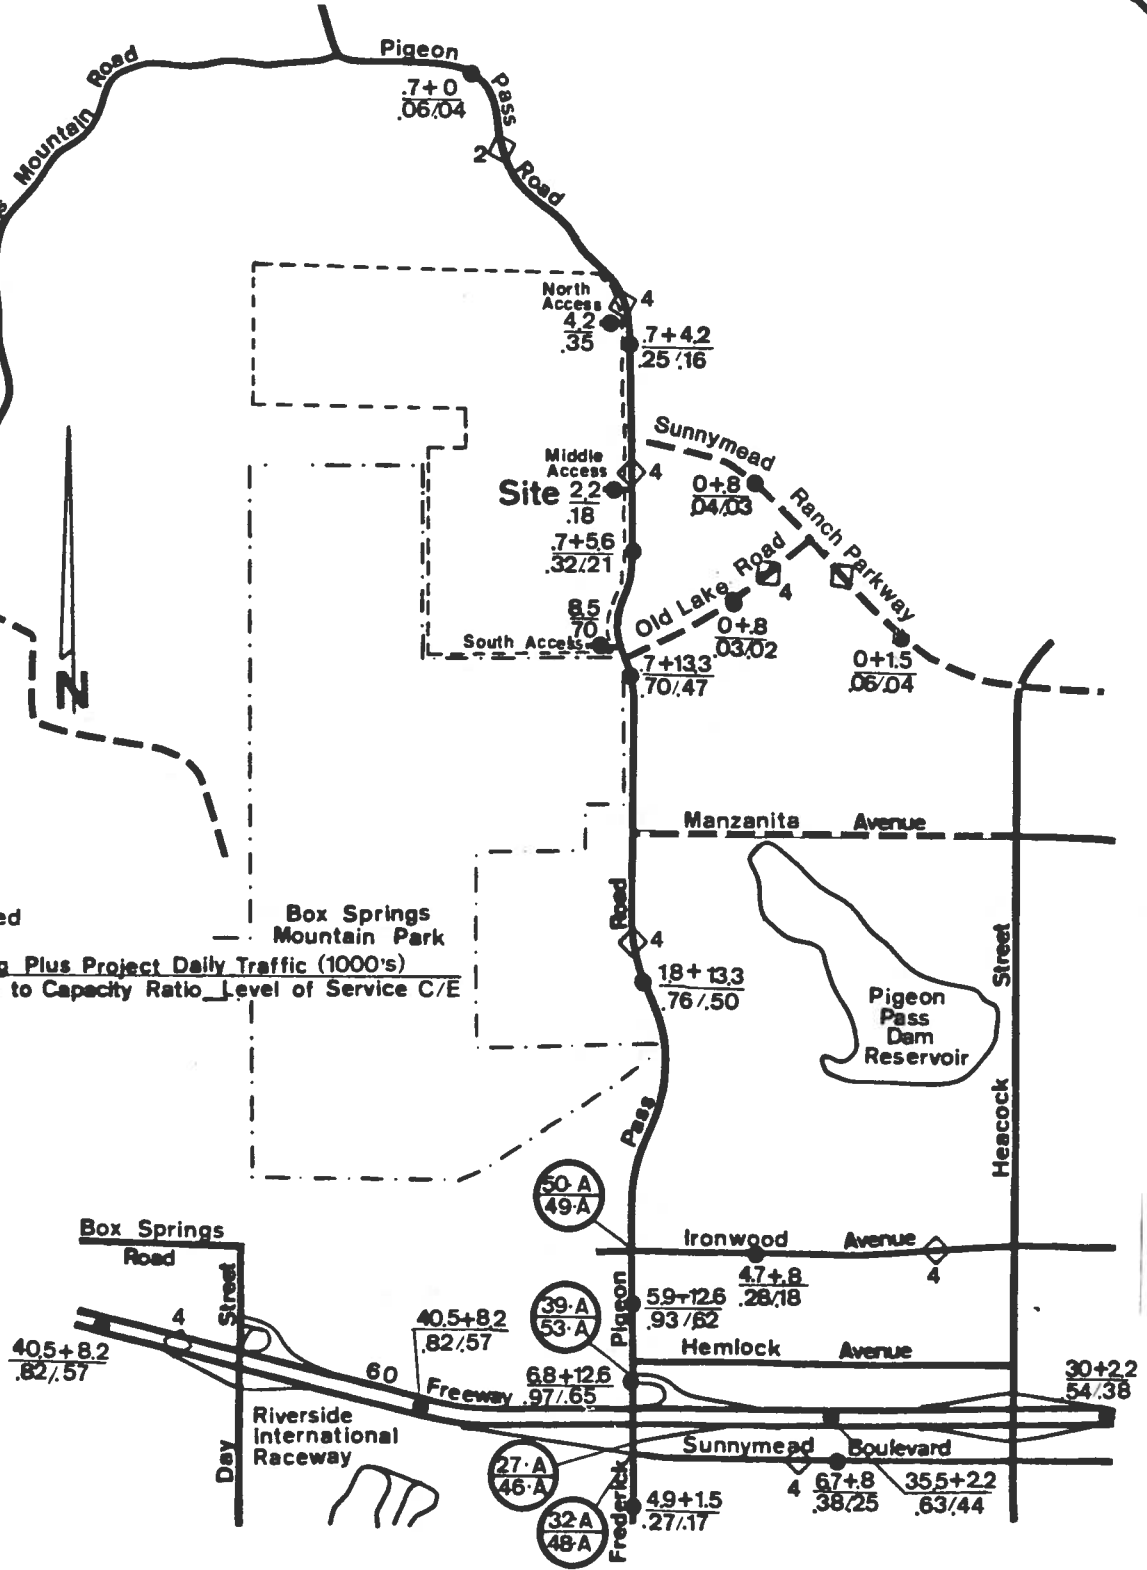 Pigeon
Pass
Road
Road
Mountain
s
.7+0
.06/.04
2
North
Access
4
4.2
.35
.7+4.2
.25/.16
Sunnymead
Ranch Parkway
Middle
Access
4
Site
2.2
.18
0+.8
.04/.03
.7+5.6
.32/.21
Old Lake Road
4
8.5
.70
South Access
0+.8
.03/.02
.7+13.3
.70/.47
0+1.5
.06/.04
N
Manzanita Avenue
ed
Box Springs
Mountain Park
g Plus Project Daily Traffic (1000's)
to Capacity Ratio Level of Service C/E
Road
4
1.8+13.3
.76/.50
Street
Pigeon
Pass
Dam
Reservoir
Heacock
Pass
50-A
49-A
Box Springs
Road
Ironwood Avenue
4
4.7+.8
.28/.18
Street
Pigeon
39-A
53-A
5.9+12.6
.93/.62
4
40.5+8.2
.82/.57
40.5+8.2
.82/.57
Hemlock Avenue
60
Freeway
6.8+12.6
.97/.65
30+2.2
.54/.38
Riverside
International
Raceway
Day
Sunnymead Boulevard
27-A
46-A
4
6.7+.8
.38/.25
35.5+2.2
.63/.44
Frederick
4.9+1.5
.27/.17
32-A
48-A